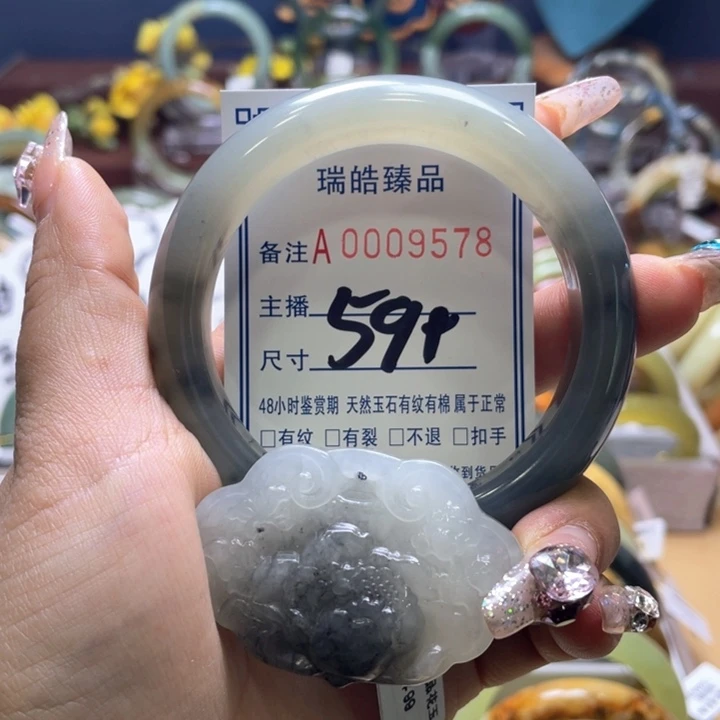 瑞皓臻品
备注A 0009578
主播
尺寸 59+
48小时鉴赏期 天然玉石有纹有棉属于正常
□有纹 □有裂 □不退 □扣手